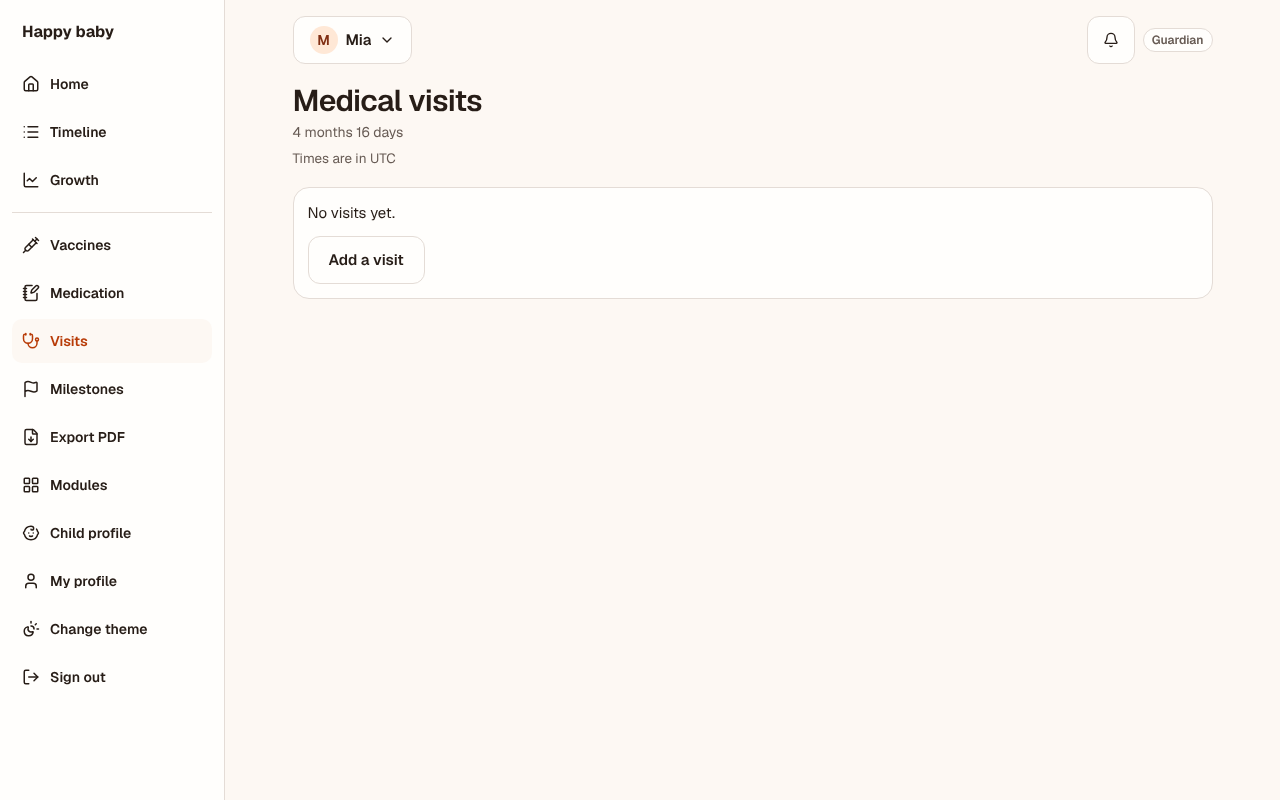 Happy baby
Home
Timeline
Growth
Vaccines
Medication
Visits
Milestones
Export PDF
Modules
Child profile
My profile
Change theme
Sign out
M Mia
Guardian
Medical visits
4 months 16 days
Times are in UTC
No visits yet.
Add a visit